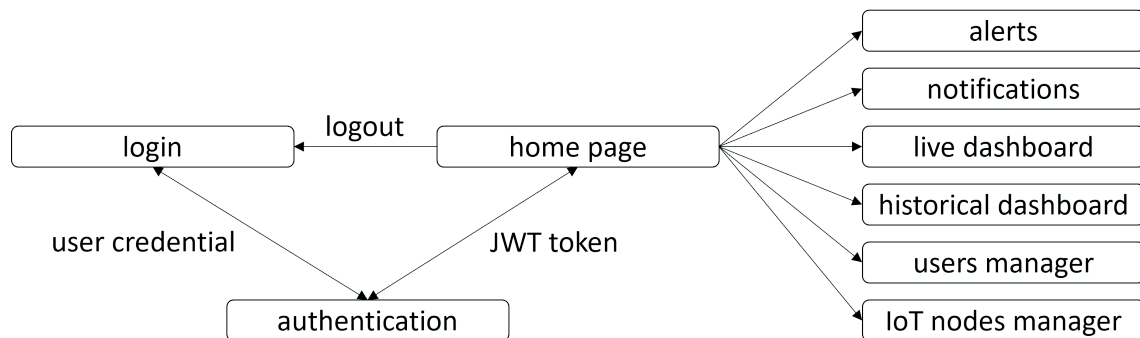 login
logout
home page
user credential
JWT token
authentication
alerts
notifications
live dashboard
historical dashboard
users manager
IoT nodes manager